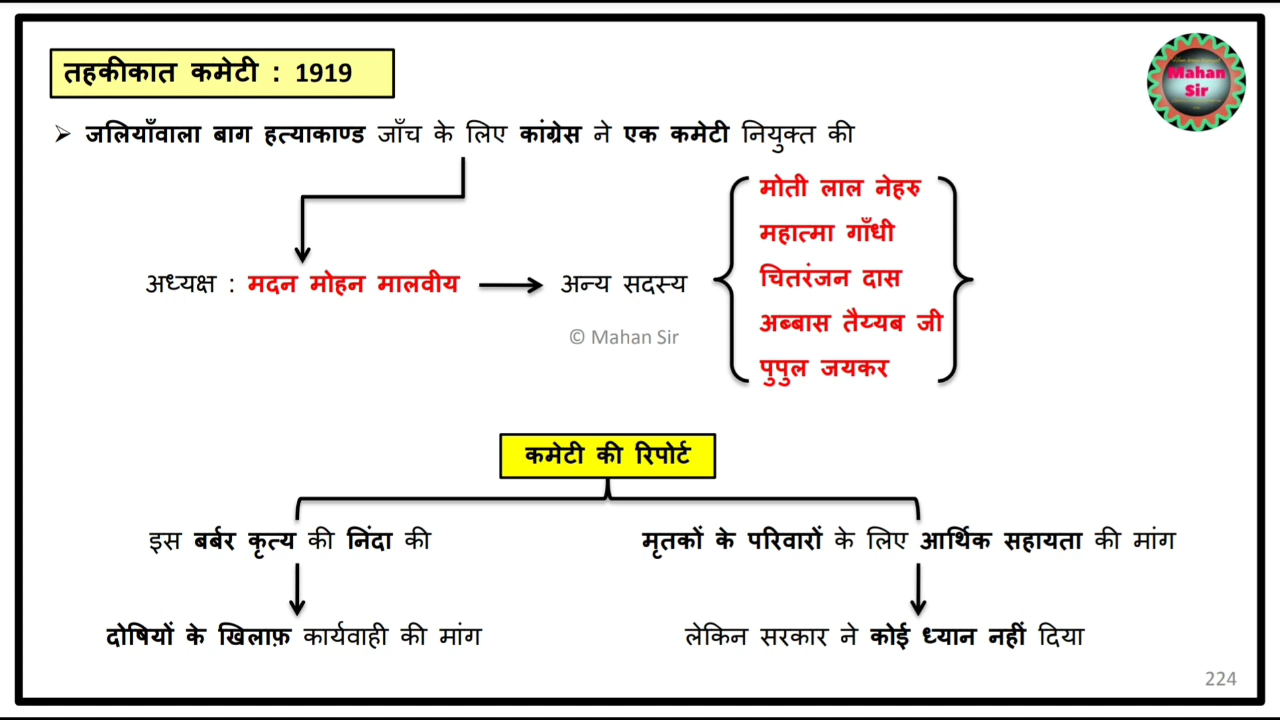 तहकीकात कमेटी : 1919
Mahan
Sir
➢ जलियाँवाला बाग हत्याकाण्ड जाँच के लिए कांग्रेस ने एक कमेटी नियुक्त की
मोती लाल नेहरु
महात्मा गाँधी
अध्यक्ष : मदन मोहन मालवीय
अन्य सदस्य
चितरंजन दास
अब्बास तैय्यब जी
© Mahan Sir
पुपुल जयकर
कमेटी की रिपोर्ट
इस बर्बर कृत्य की निंदा की
मृतकों के परिवारों के लिए आर्थिक सहायता की मांग
दोषियों के खिलाफ़ कार्यवाही की मांग
लेकिन सरकार ने कोई ध्यान नहीं दिया
224